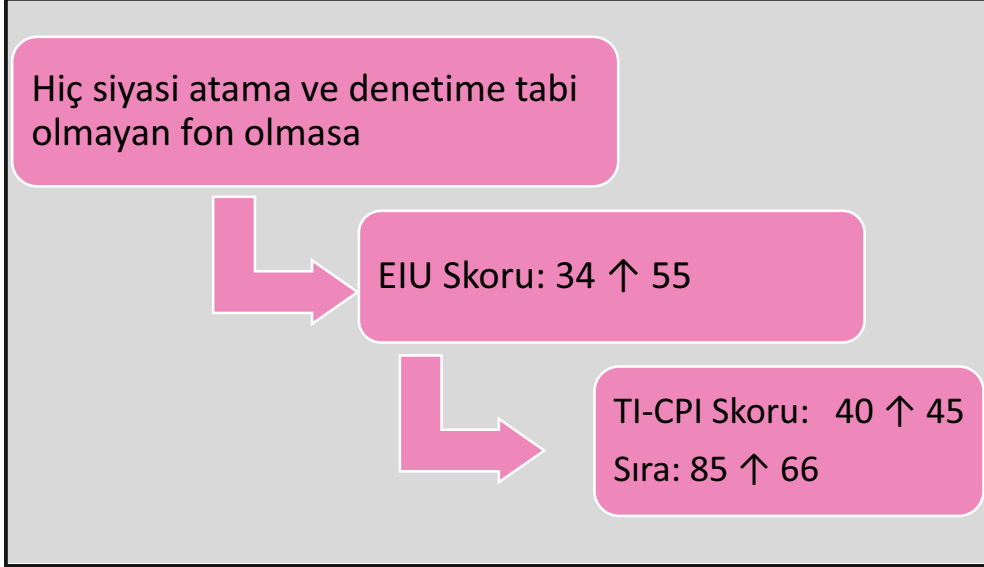 Hiç siyasi atama ve denetime tabi
olmayan fon olmasa
EIU Skoru: 34 ↑ 55
TI-CPI Skoru: 40 ↑ 45
Sıra: 85 ↑ 66